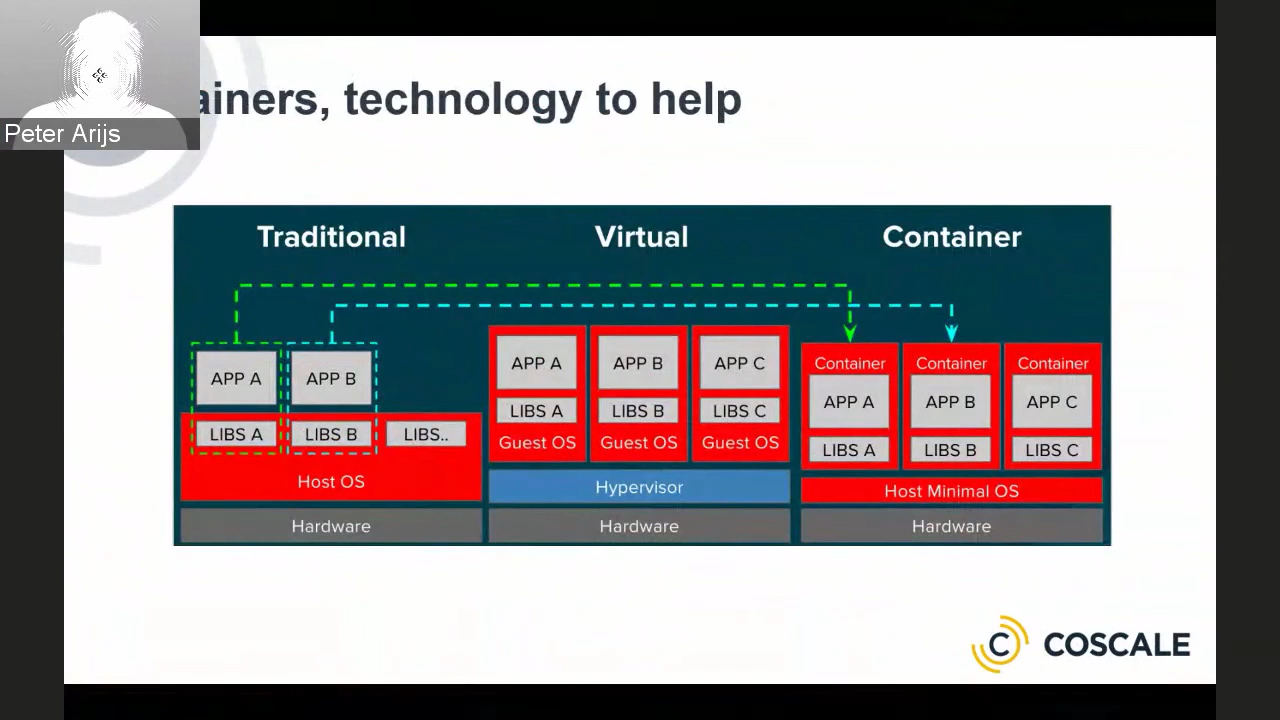 Peter Arijs
ainers, technology to help
Traditional
Virtual
Container
APP A
APP B
LIBS A
LIBS B
LIBS..
Host OS
Hardware
APP A
APP B
APP C
LIBS A
LIBS B
LIBS C
Guest OS
Guest OS
Guest OS
Hypervisor
Hardware
Container
Container
Container
APP A
APP B
APP C
LIBS A
LIBS B
LIBS C
Host Minimal OS
Hardware
C COSCALE